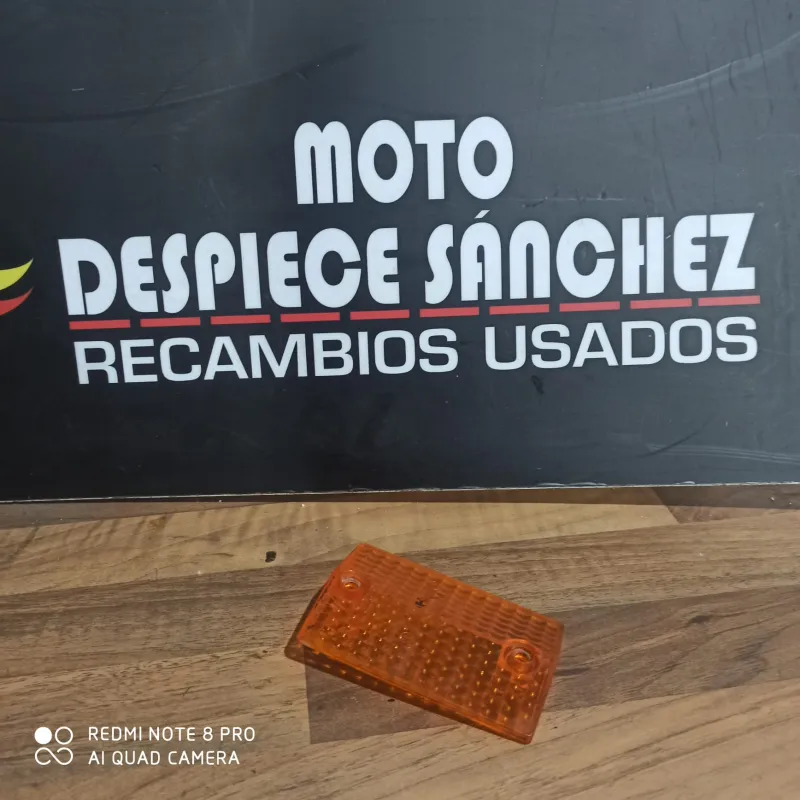 MOTO
DESPIECE SÁNCHEZ
RECAMBIOS USADOS
REDMI NOTE 8 PRO
AI QUAD CAMERA